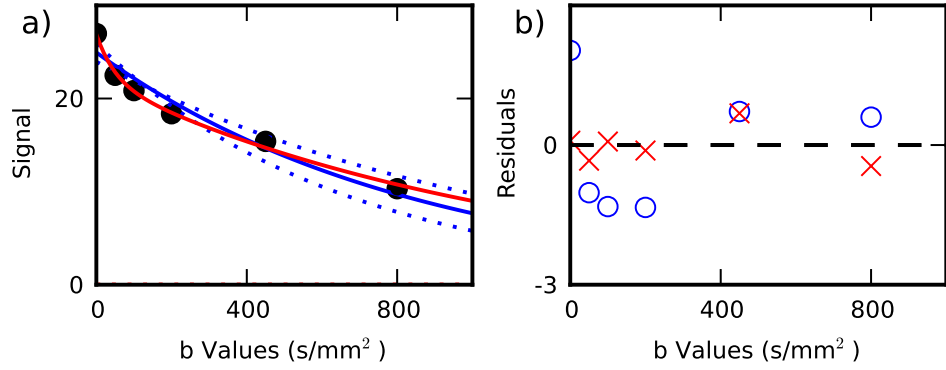 a)
Signal
20
0
0
400
800
b Values (s/mm² )
b)
Residuals
0
-3
0
400
800
b Values (s/mm² )